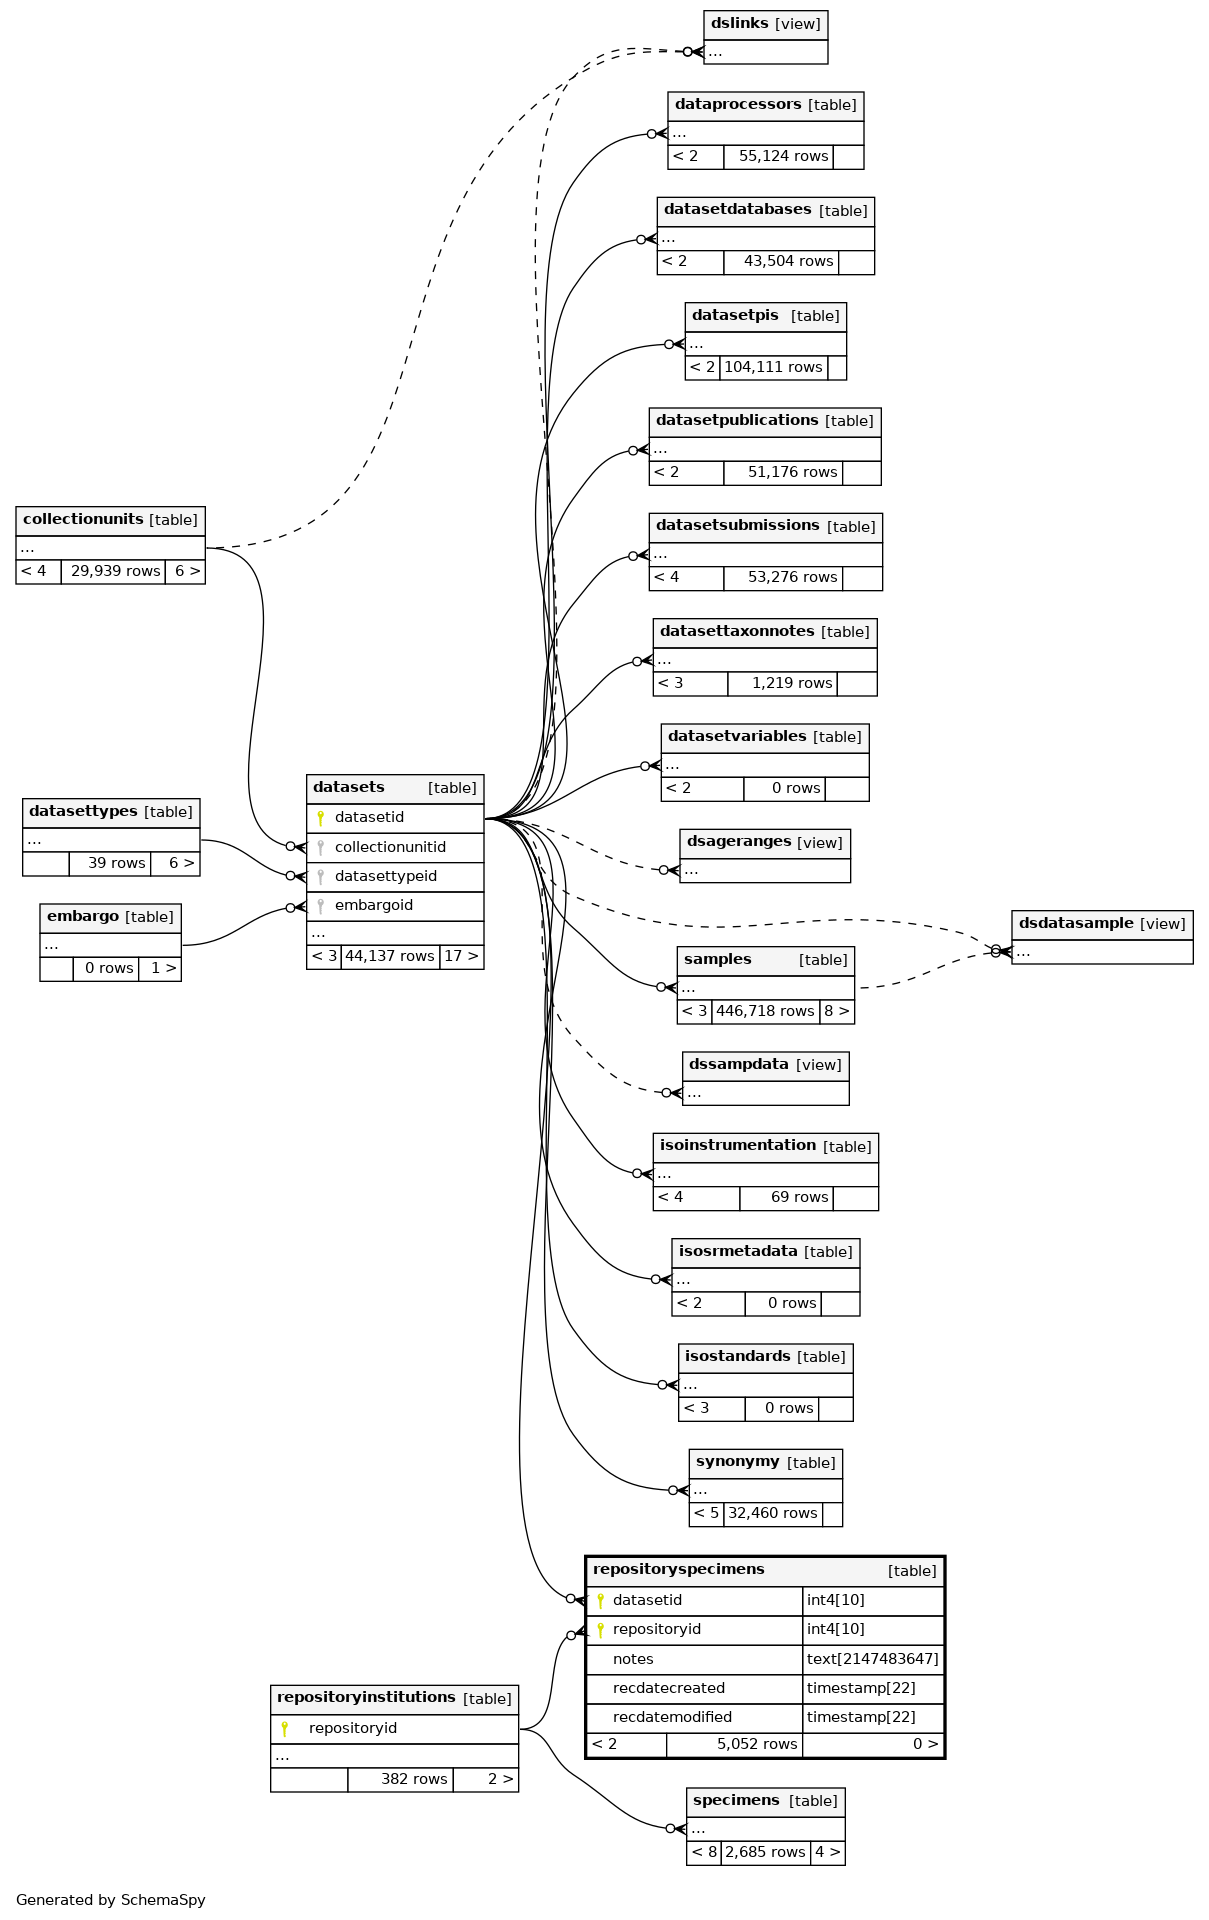 dslinks [view]
...
dataprocessors [table]
...
< 2 55,124 rows
datasetdatabases [table]
...
< 2 43,504 rows
datasetpis [table]
...
< 2 104,111 rows
datasetpublications [table]
...
< 2 51,176 rows
collectionunits [table]
...
< 4 29,939 rows 6 >
datasetsubmissions [table]
...
< 4 53,276 rows
datasettaxonnotes [table]
...
< 3 1,219 rows
datasetvariables [table]
...
< 2 0 rows
datasettypes [table]
...
39 rows 6 >
embargo [table]
...
0 rows 1 >
datasets [table]
datasetid
collectionunitid
datasettypeid
embargoid
...
< 3 44,137 rows 17 >
dsageranges [view]
...
dsdatasample [view]
...
samples [table]
...
< 3 446,718 rows 8 >
dssampdata [view]
...
isoinstrumentation [table]
...
< 4 69 rows
isosrmetadata [table]
...
< 2 0 rows
isostandards [table]
...
< 3 0 rows
synonymy [table]
...
< 5 32,460 rows
repositoryspecimens [table]
datasetid int4[10]
repositoryid int4[10]
notes text[2147483647]
recdatecreated timestamp[22]
recdatemodified timestamp[22]
< 2 5,052 rows 0 >
repositoryinstitutions [table]
repositoryid
...
382 rows 2 >
specimens [table]
...
< 8 2,685 rows 4 >
Generated by SchemaSpy